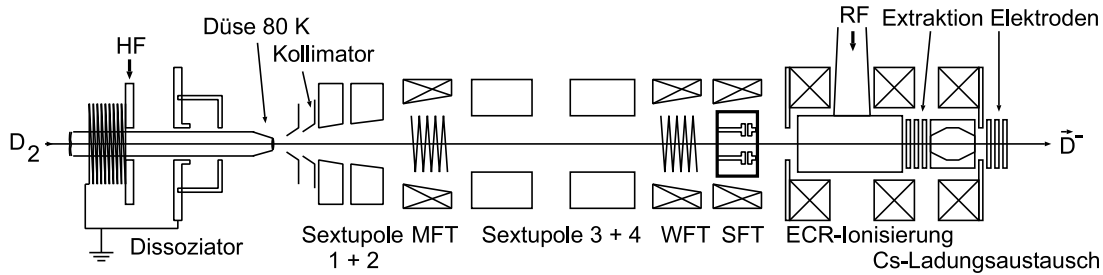 RF
Extraktion Elektroden
Düse 80 K
HF
Kollimator
D2
D⃗-
Dissoziator
Sextupole
1 + 2
MFT
Sextupole 3 + 4
WFT
SFT
ECR-Ionisierung
Cs-Ladungsaustausch